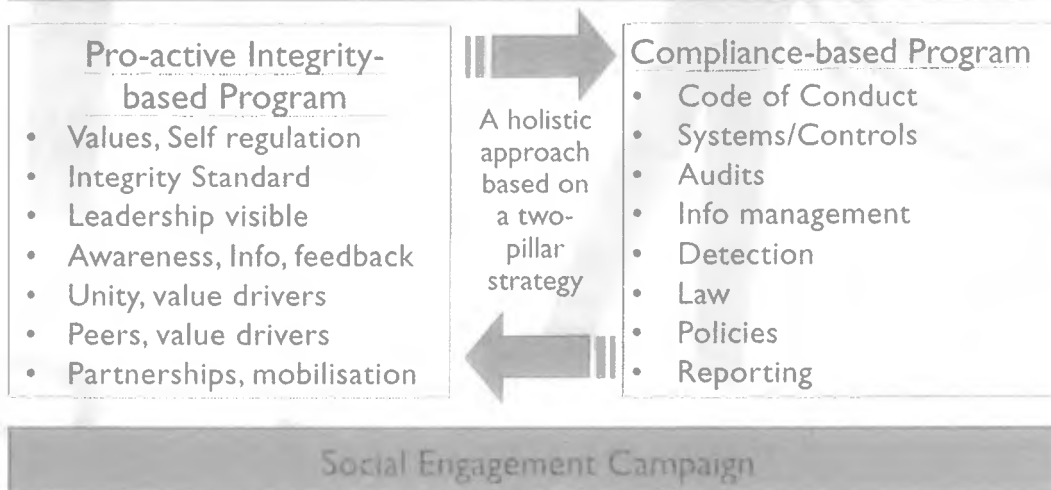 Pro-active Integrity-
based Program
• Values, Self regulation
• Integrity Standard
• Leadership visible
• Awareness, Info, feedback
• Unity, value drivers
• Peers, value drivers
• Partnerships, mobilisation
A holistic
approach
based on
a two-
pillar
strategy
Compliance-based Program
• Code of Conduct
• Systems/Controls
• Audits
• Info management
• Detection
• Law
• Policies
• Reporting
Social Engagement Campaign